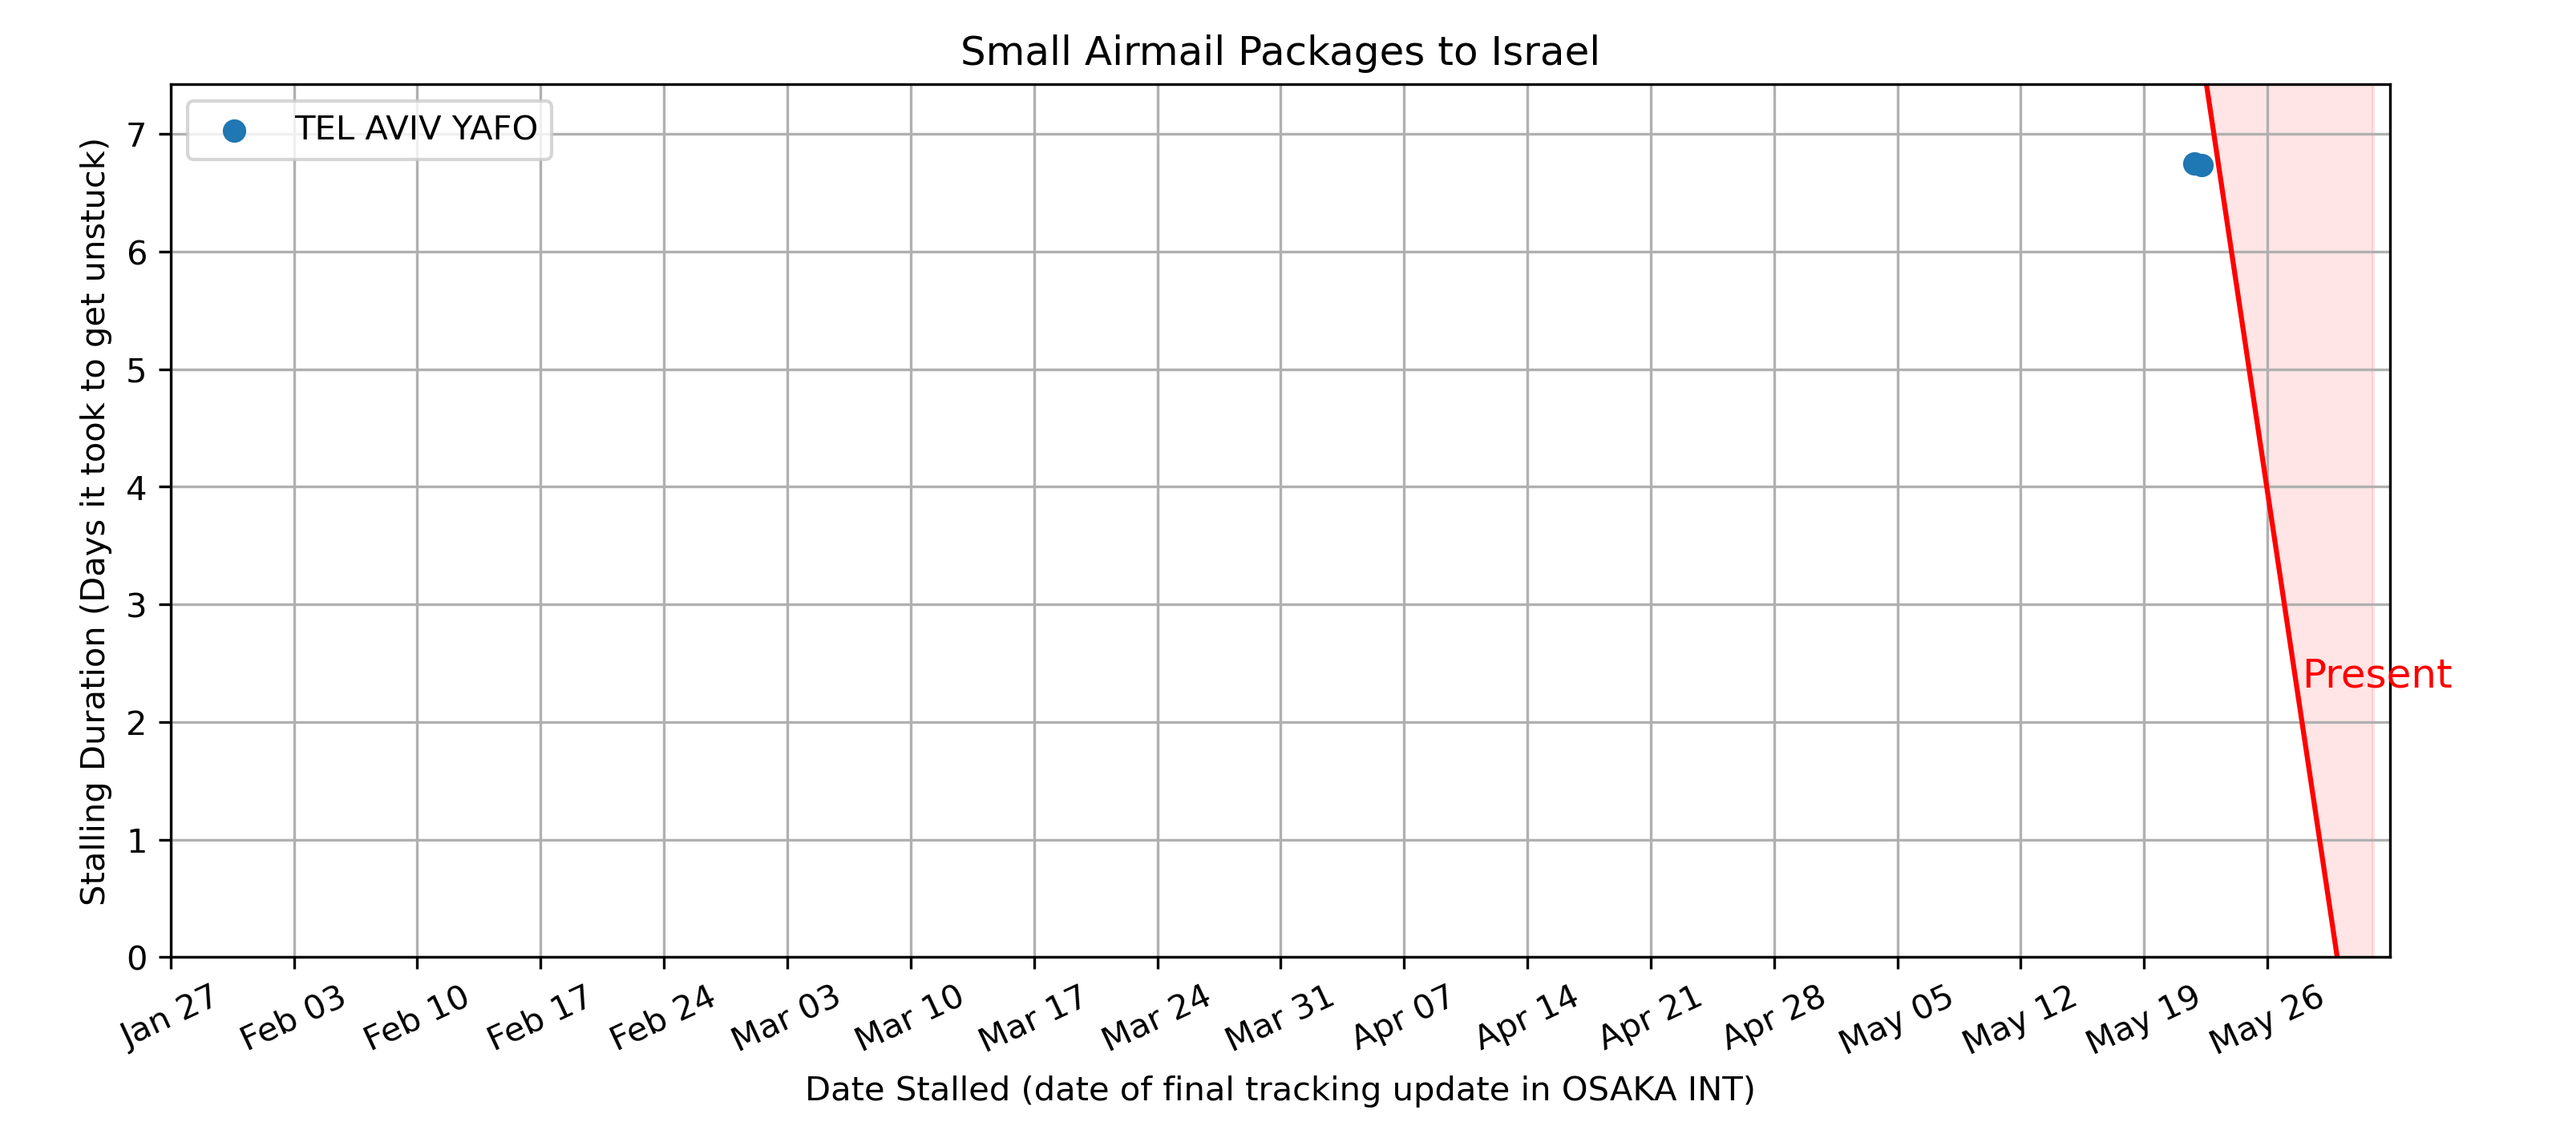 Small Airmail Packages to Israel
TEL AVIV YAFO
7
6
5
4
3
2
1
0
Stalling Duration (Days it took to get unstuck)
Present
Jan 27
Feb 03
Feb 10
Feb 17
Feb 24
Mar 03
Mar 10
Mar 17
Mar 24
Mar 31
Apr 07
Apr 14
Apr 21
Apr 28
May 05
May 12
May 19
May 26
Date Stalled (date of final tracking update in OSAKA INT)